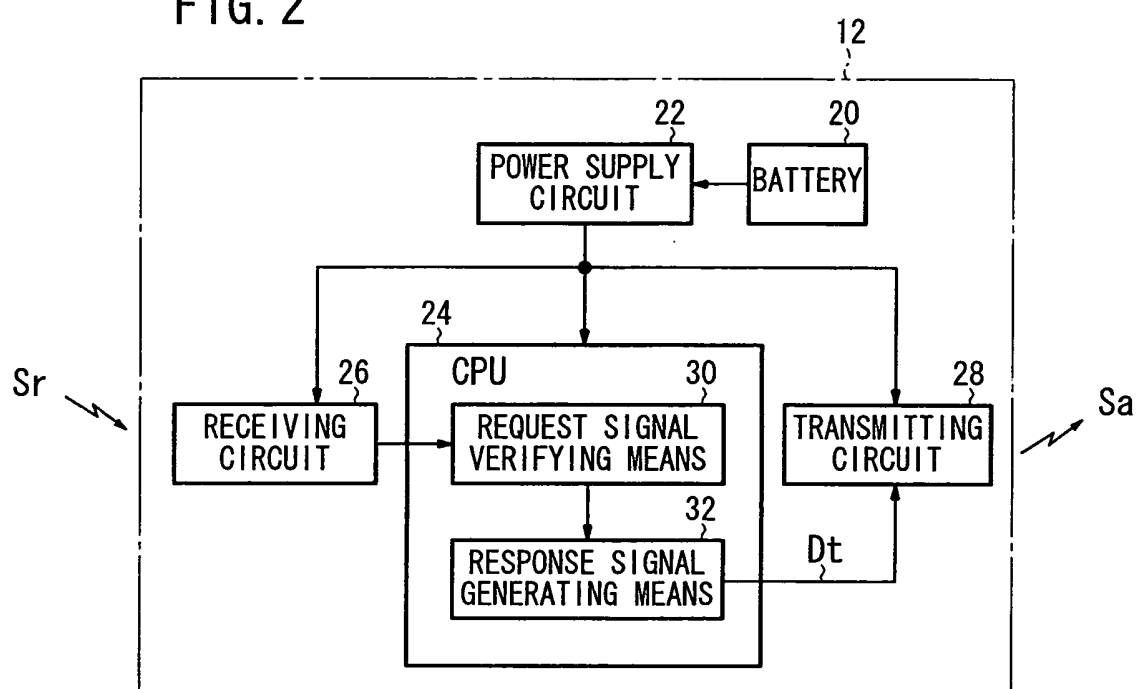 FIG. 2
12
22
20
POWER SUPPLY
CIRCUIT
BATTERY
24
CPU
Sr
26
30
28
Sa
RECEIVING
CIRCUIT
REQUEST SIGNAL
VERIFYING MEANS
TRANSMITTING
CIRCUIT
32
RESPONSE SIGNAL
GENERATING MEANS
Dt